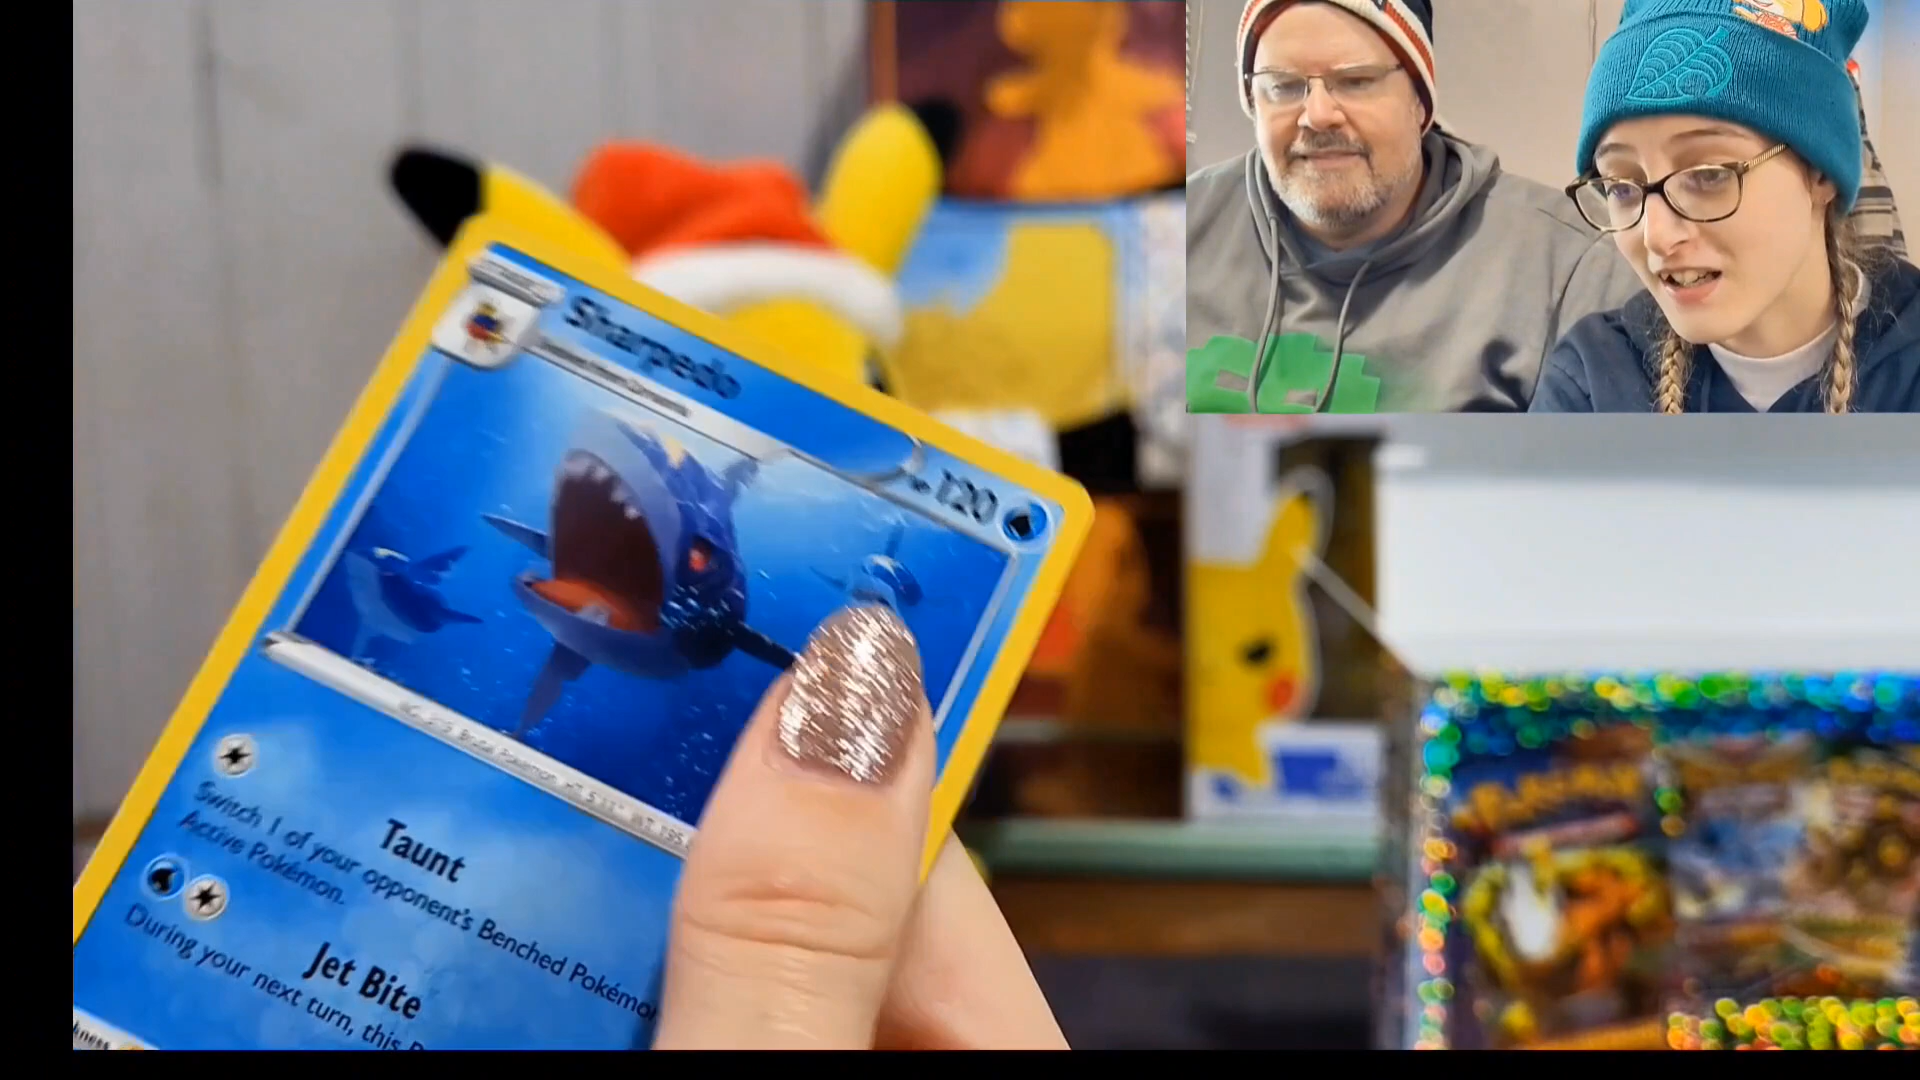 Sharpedo
120
Taunt
Switch 1 of your opponent's Benched Pokémon
Active Pokémon.
Jet Bite
During your next turn, this